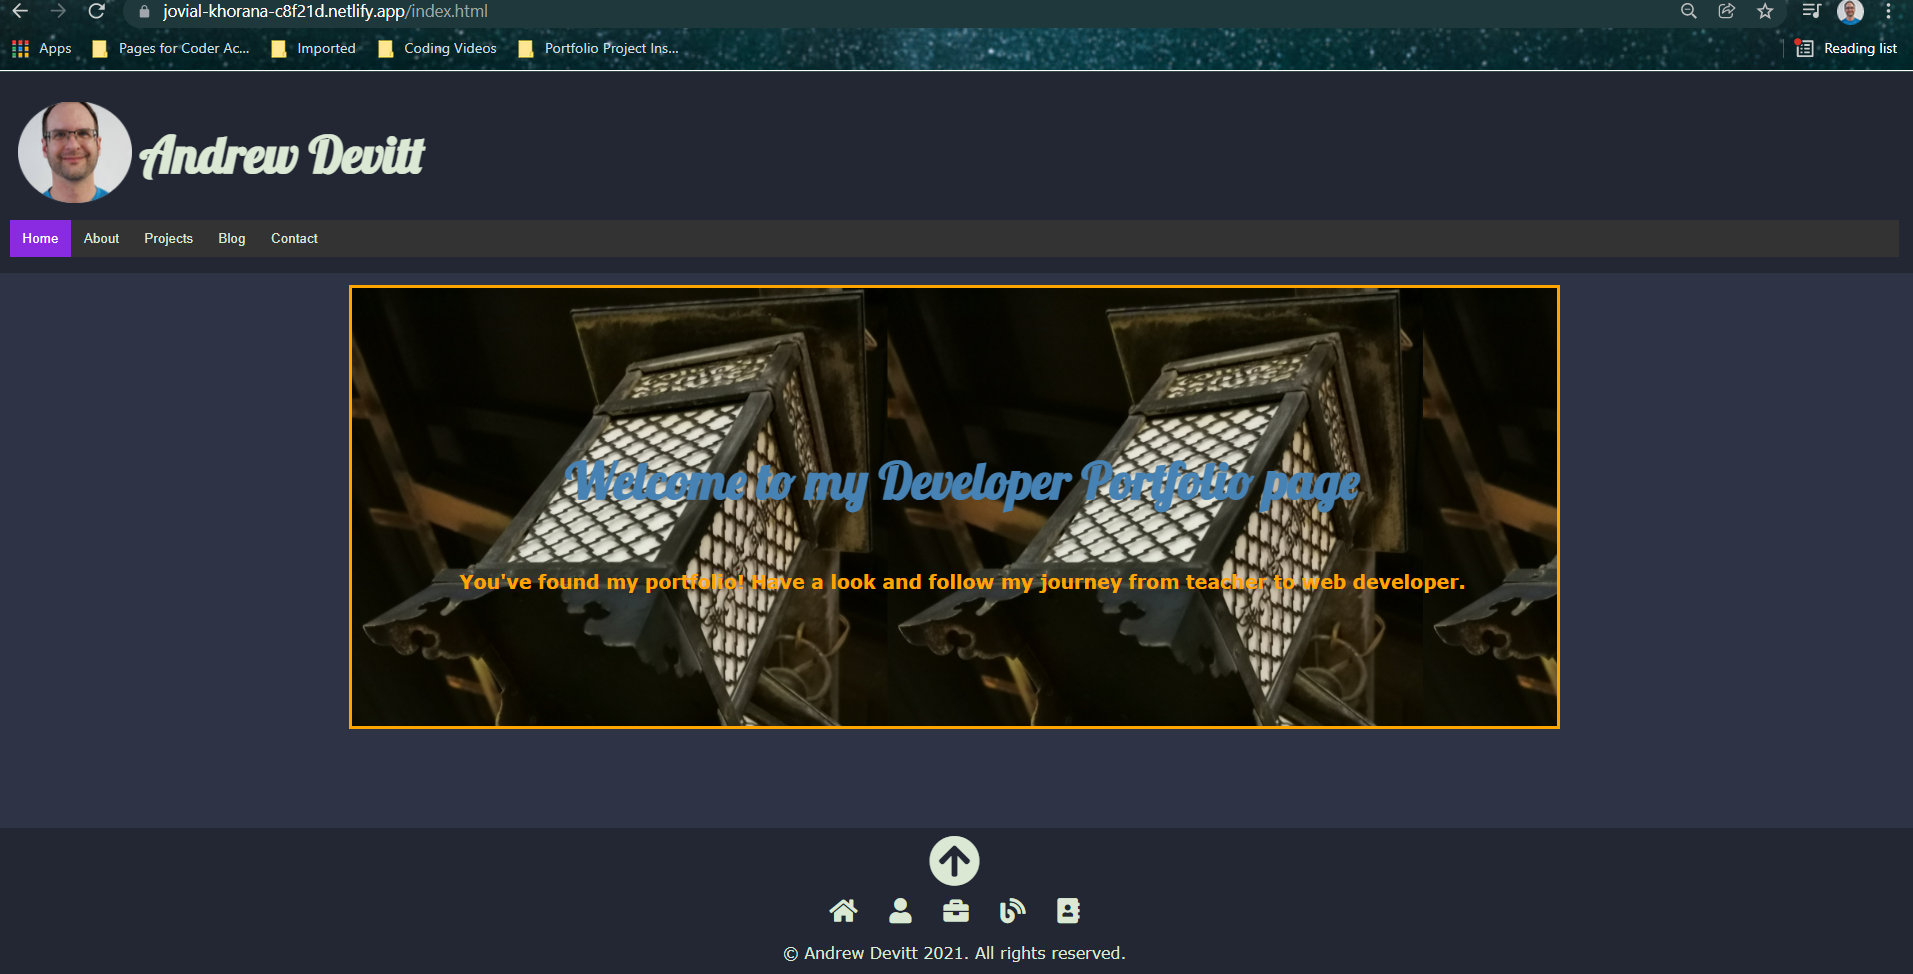 jovial-khorana-c8f21d.netlify.app/index.html
Apps Pages for Coder Ac... Imported Coding Videos Portfolio Project Ins... Reading list
Andrew Devitt
Home About Projects Blog Contact
Welcome to my Developer Portfolio page
You've found my portfolio! Have a look and follow my journey from teacher to web developer.
© Andrew Devitt 2021. All rights reserved.